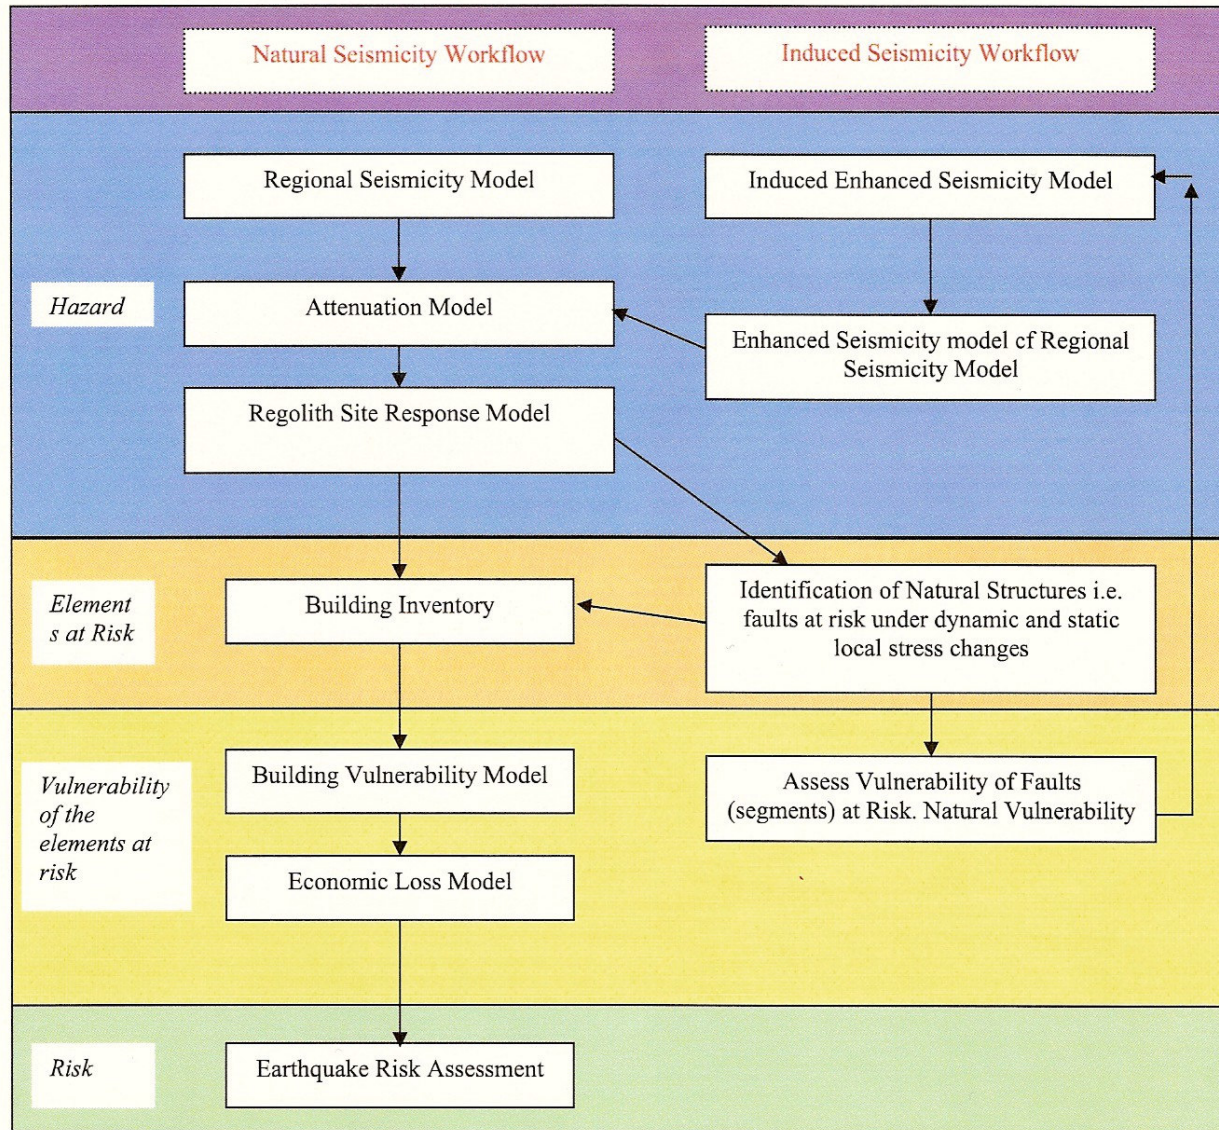 Natural Seismicity Workflow
Induced Seismicity Workflow
Regional Seismicity Model
Induced Enhanced Seismicity Model
Hazard
Attenuation Model
Enhanced Seismicity model cf Regional
Seismicity Model
Regolith Site Response Model
Element
s at Risk
Building Inventory
Identification of Natural Structures i.e.
faults at risk under dynamic and static
local stress changes
Vulnerability
of the
elements at
risk
Building Vulnerability Model
Assess Vulnerability of Faults
(segments) at Risk. Natural Vulnerability
Economic Loss Model
Risk
Earthquake Risk Assessment